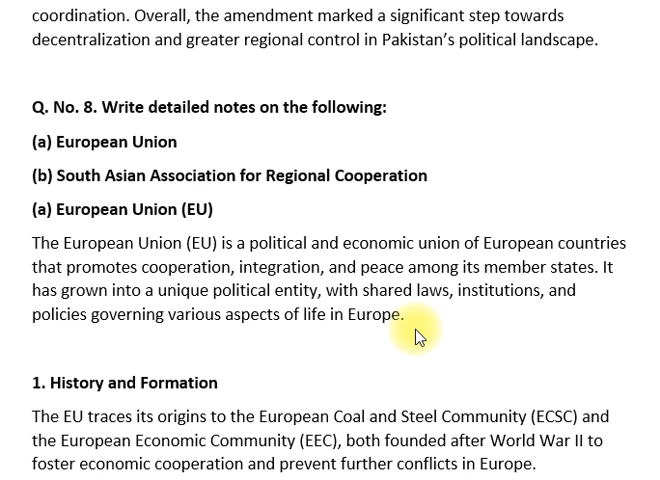 coordination. Overall, the amendment marked a significant step towards
decentralization and greater regional control in Pakistan’s political landscape.
Q. No. 8. Write detailed notes on the following:
(a) European Union
(b) South Asian Association for Regional Cooperation
(a) European Union (EU)
The European Union (EU) is a political and economic union of European countries
that promotes cooperation, integration, and peace among its member states. It
has grown into a unique political entity, with shared laws, institutions, and
policies governing various aspects of life in Europe.
1. History and Formation
The EU traces its origins to the European Coal and Steel Community (ECSC) and
the European Economic Community (EEC), both founded after World War II to
foster economic cooperation and prevent further conflicts in Europe.